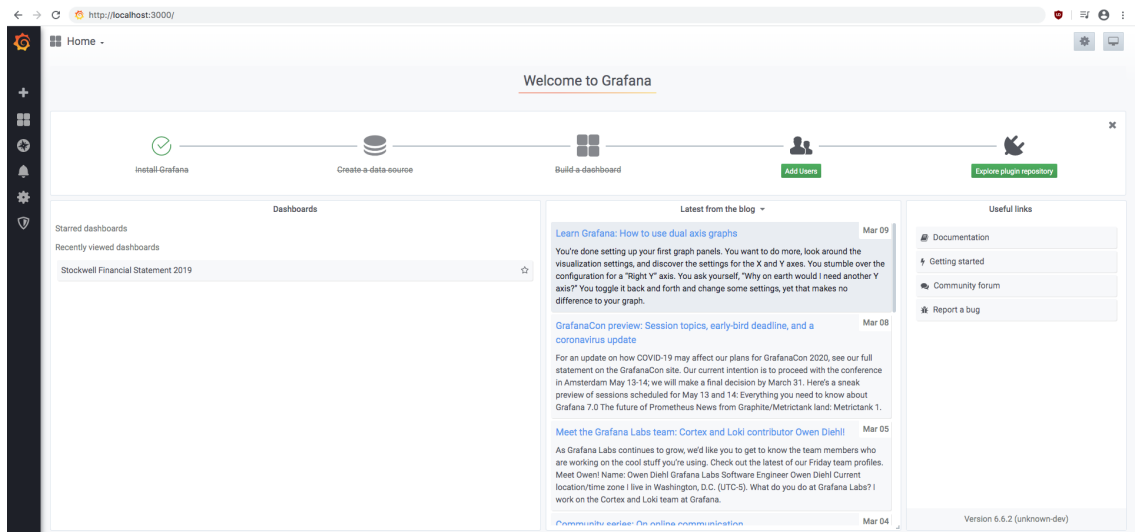 http://localhost:3000/
Home
Welcome to Grafana
Install Grafana
Create a data source
Build a dashboard
Add Users
Explore plugin repository
Dashboards
Starred dashboards
Recently viewed dashboards
Stockwell Financial Statement 2019
Latest from the blog
Learn Grafana: How to use dual axis graphs
Mar 09
You're done setting up your first graph panels. You want to do more, look around the
visualization settings, and discover the settings for the X and Y axes. You stumble over the
configuration for a "Right Y" axis. You ask yourself, "Why on earth would I need another Y
axis?" You toggle it back and forth and change some settings, yet that makes no
difference to your graph.
GrafanaCon preview: Session topics, early-bird deadline, and a
coronavirus update
Mar 08
For an update on how COVID-19 may affect our plans for GrafanaCon 2020, see our full
statement on the GrafanaCon site. Our current intention is to proceed with the conference
in Amsterdam May 13-14; we will make a final decision by March 31. Here's a sneak
preview of sessions scheduled for May 13 and 14: Everything you need to know about
Grafana 7.0 The future of Prometheus News from Graphite/Metrictank land: Metrictank 1.
Meet the Grafana Labs team: Cortex and Loki contributor Owen Diehl!
Mar 05
As Grafana Labs continues to grow, we'd like you to get to know the team members who
are working on the cool stuff you're using. Check out the latest of our Friday team profiles.
Meet Owen! Name: Owen Diehl Grafana Labs Software Engineer Owen Diehl Current
location/time zone I live in Washington, D.C. (UTC-5). What do you do at Grafana Labs? I
work on the Cortex and Loki team at Grafana.
Community series: On online communication
Mar 04
Useful links
Documentation
Getting started
Community forum
Report a bug
Version 6.6.2 (unknown-dev)